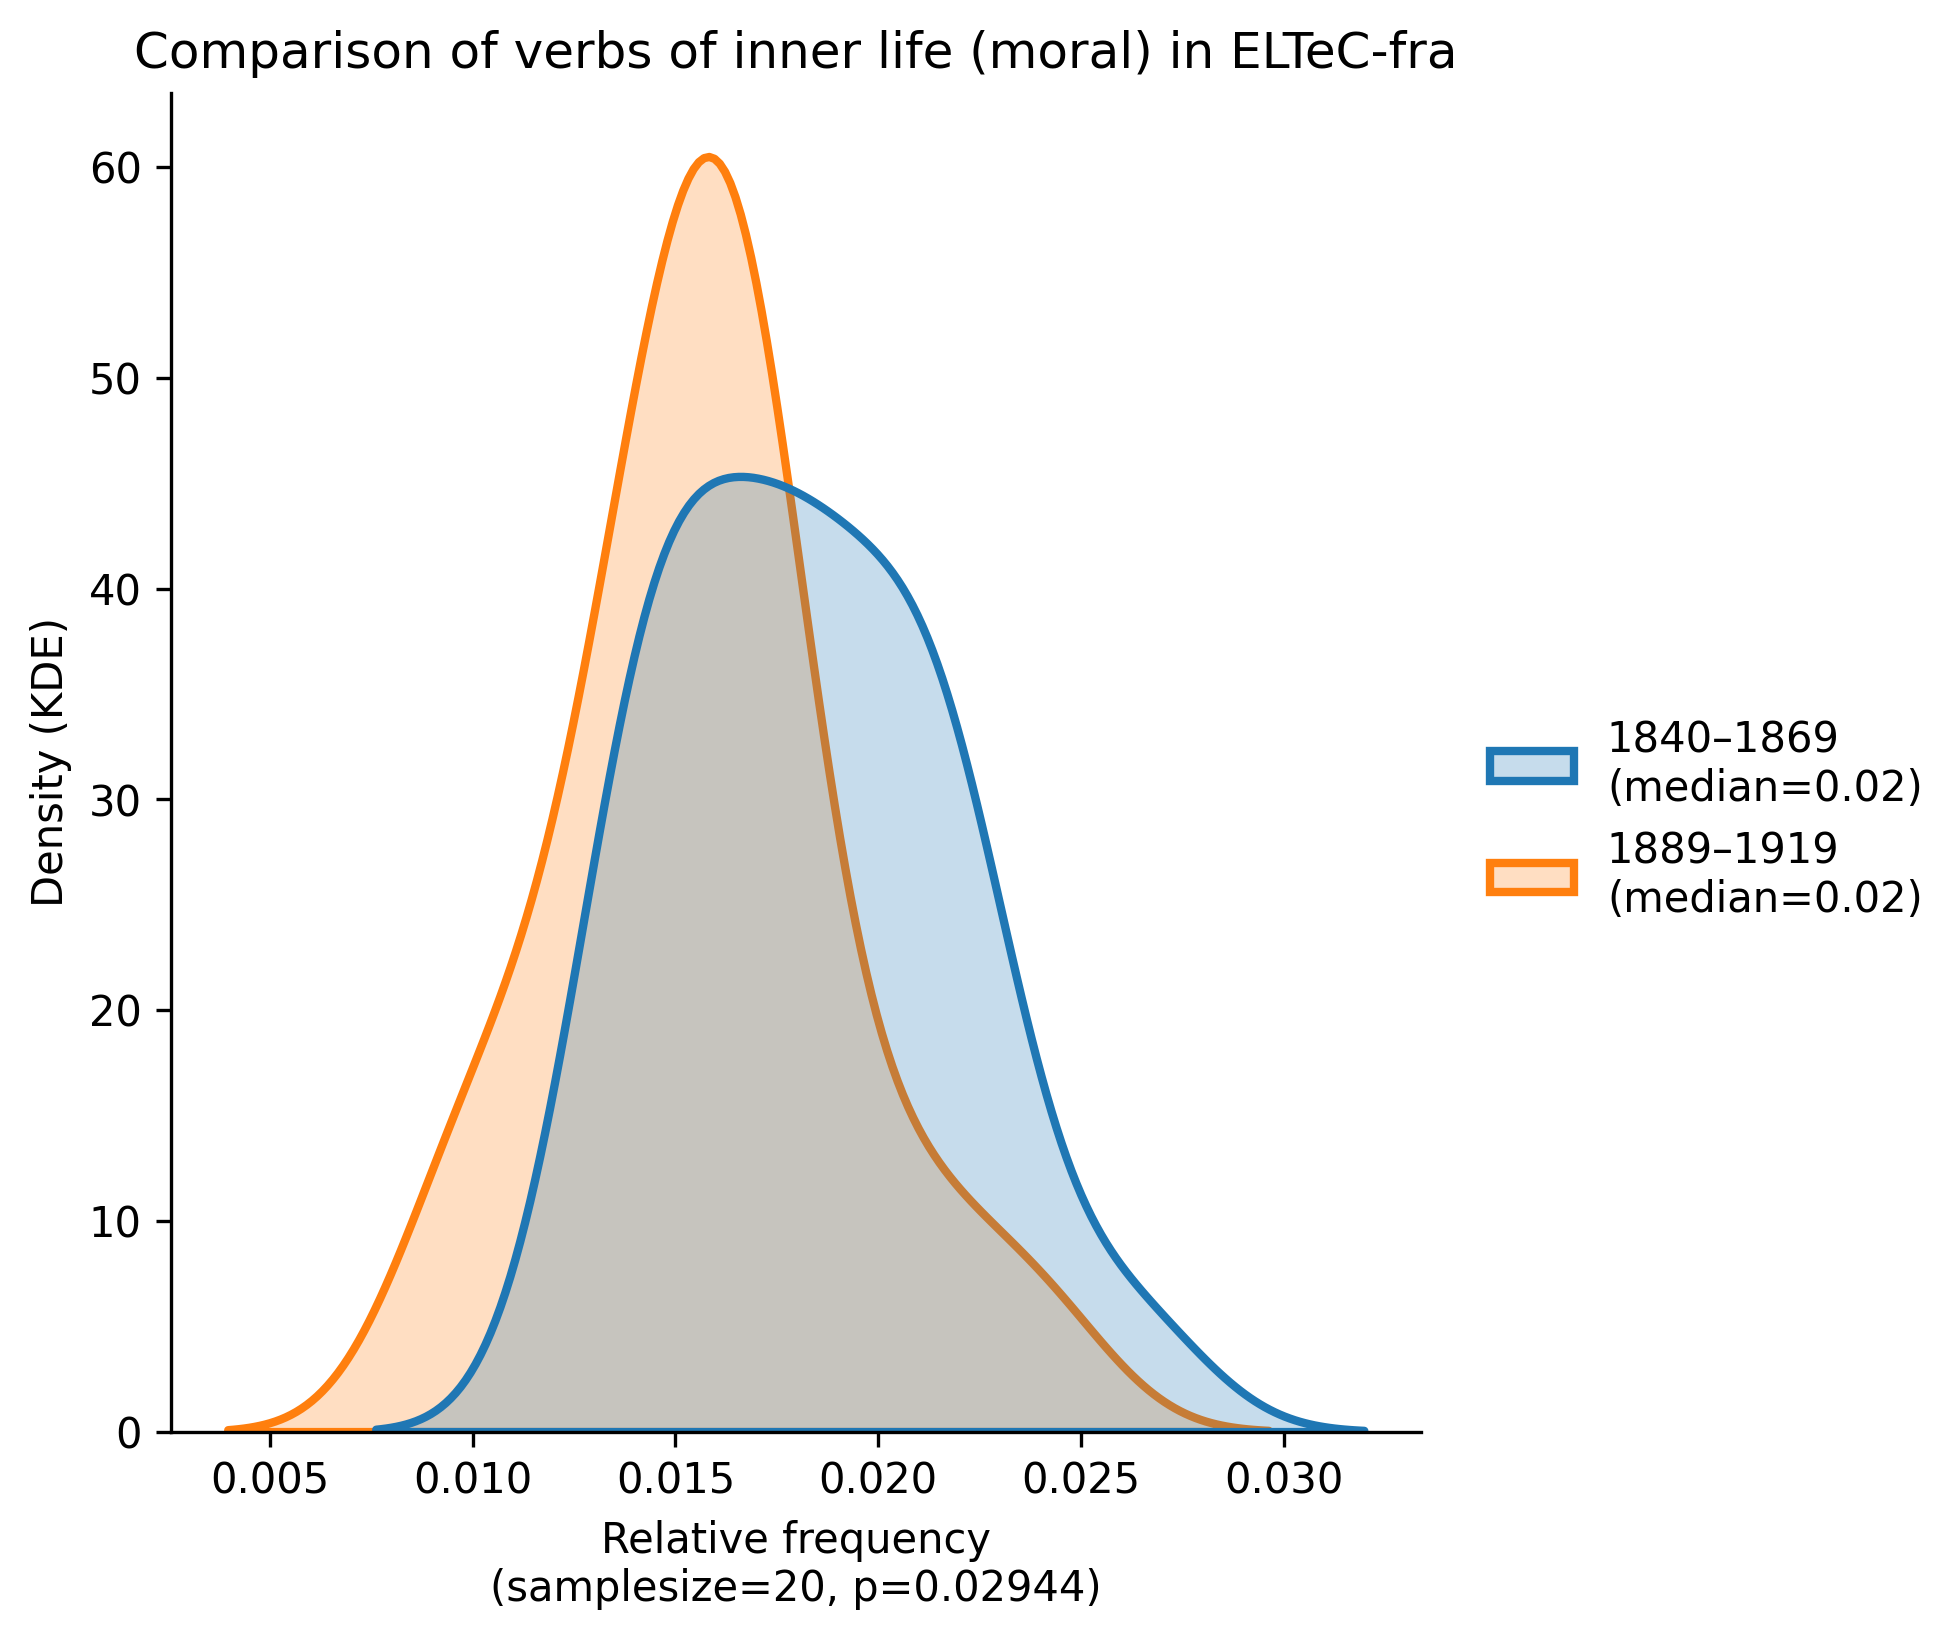 Comparison of verbs of inner life (moral) in ELTeC-fra
60
50
40
30
20
10
0
Density (KDE)
0.005 0.010 0.015 0.020 0.025 0.030
Relative frequency
(samplesize=20, p=0.02944)
1840–1869
(median=0.02)
1889–1919
(median=0.02)